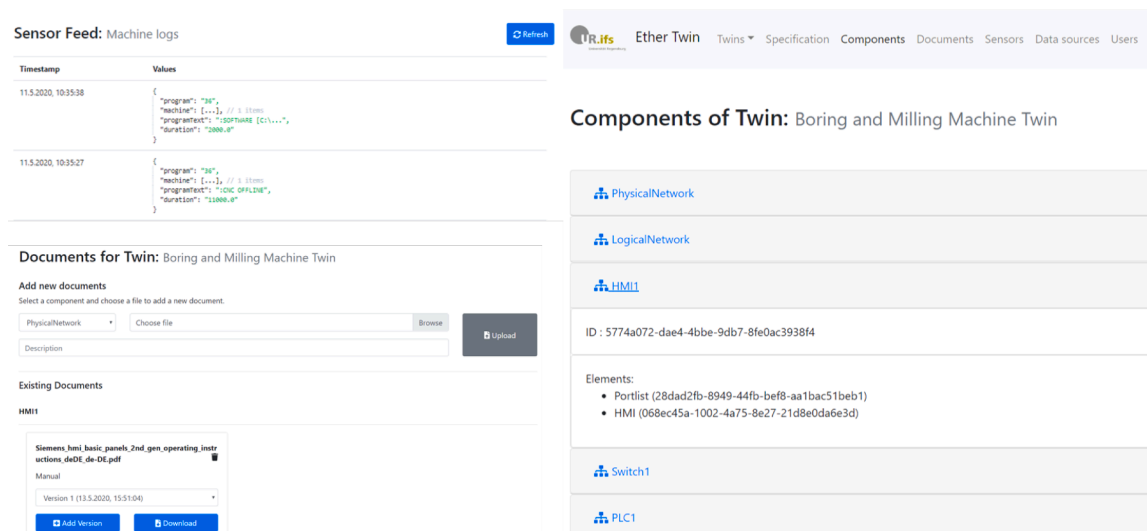 Sensor Feed: Machine logs
Refresh
Timestamp Values
11.5.2020, 10:35:38
{
"program": "36",
"machine": [...], // 1 items
"programText": ":SOFTWARE [C:\...",
"duration": "2000.0"
}
11.5.2020, 10:35:27
{
"program": "36",
"machine": [...], // 1 items
"programText": ":CNC OFFLINE",
"duration": "11000.0"
}
Documents for Twin: Boring and Milling Machine Twin
Add new documents
Select a component and choose a file to add a new document.
PhysicalNetwork Choose file Browse
Upload
Description
Existing Documents
HMI1
Siemens_hmi_basic_panels_2nd_gen_operating_instr
uctions_deDE_de-DE.pdf
Manual
Version 1 (13.5.2020, 15:51:04)
Add Version Download
UR.ifs Ether Twin Twins Specification Components Documents Sensors Data sources Users
Components of Twin: Boring and Milling Machine Twin
PhysicalNetwork
LogicalNetwork
HMI1
ID : 5774a072-dae4-4bbe-9db7-8fe0ac3938f4
Elements:
• Portlist (28dad2fb-8949-44fb-bef8-aa1bac51beb1)
• HMI (068ec45a-1002-4a75-8e27-21d8e0da6e3d)
Switch1
PLC1